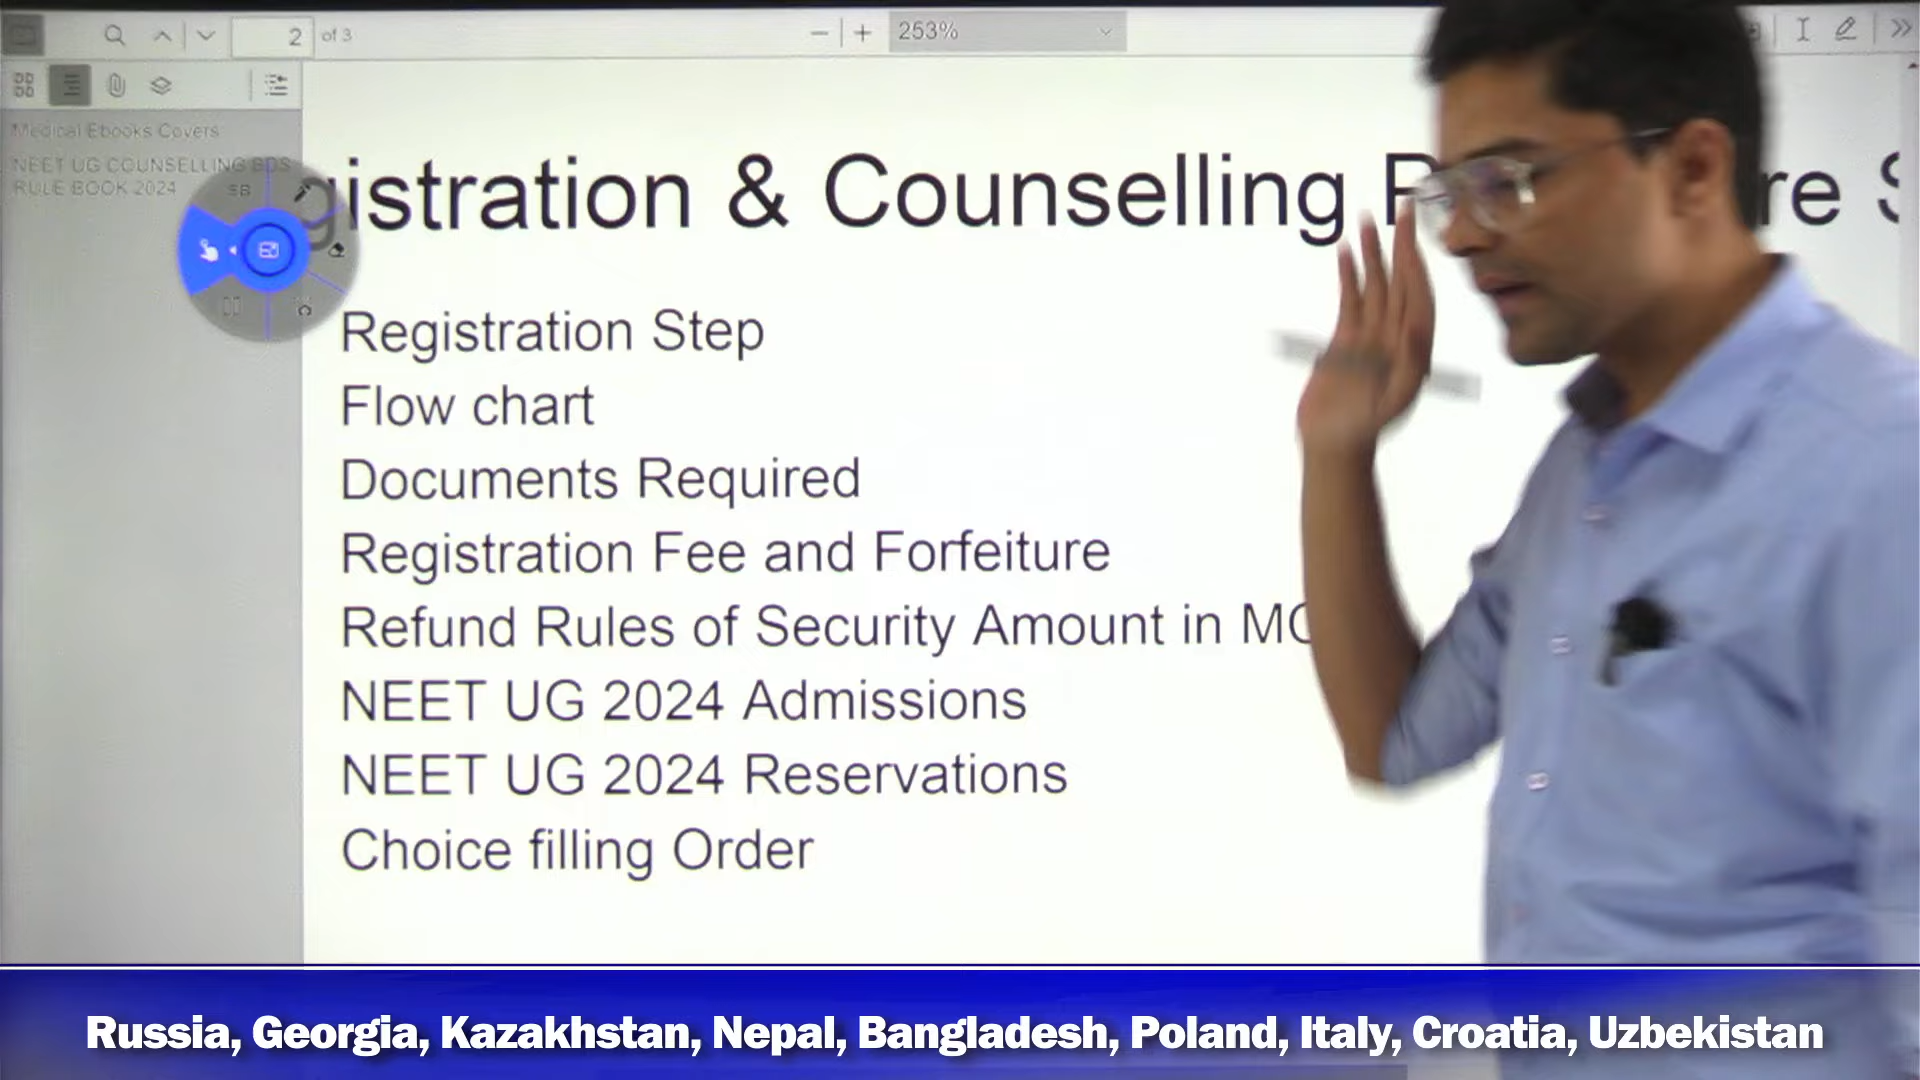 2 of 3
253%
Medical Ebooks Covers
NEET UG COUNSELLING BDS
RULE BOOK 2024
SB
gistration & Counselling
Registration Step
Flow chart
Documents Required
Registration Fee and Forfeiture
Refund Rules of Security Amount in
NEET UG 2024 Admissions
NEET UG 2024 Reservations
Choice filling Order
Russia, Georgia, Kazakhstan, Nepal, Bangladesh, Poland, Italy, Croatia, Uzbekistan